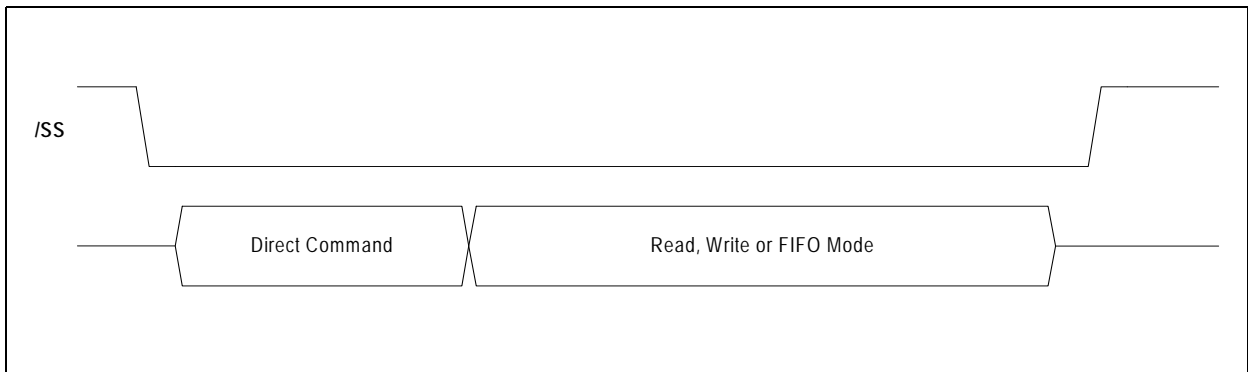 /SS
Direct Command
Read, Write or FIFO Mode